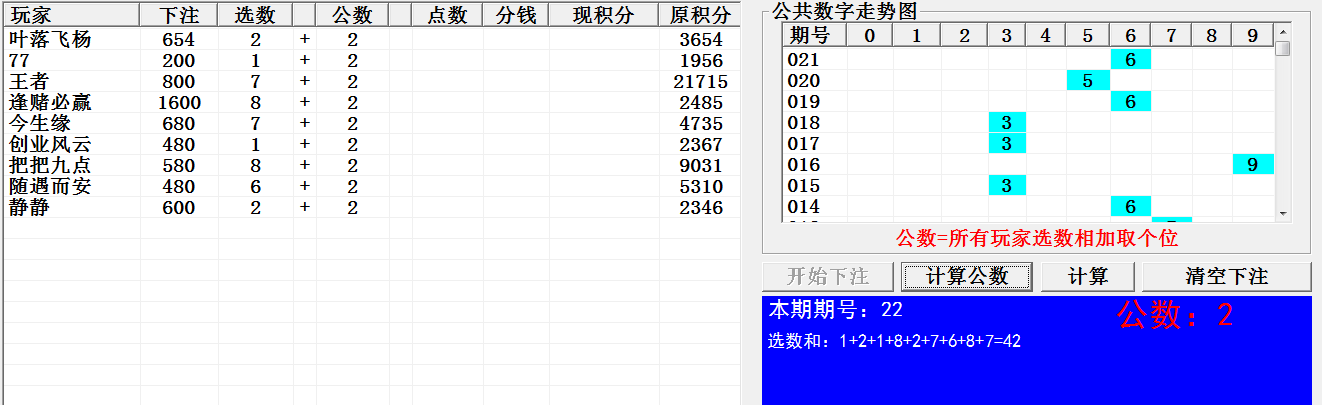 玩家 下注 选数 公数 点数 分钱 现积分 原积分
叶落飞杨 654 2 + 2 3654
77 200 1 + 2 1956
王者 800 7 + 2 21715
逢赌必赢 1600 8 + 2 2485
今生缘 680 7 + 2 4735
创业风云 480 1 + 2 2367
把把九点 580 8 + 2 9031
随遇而安 480 6 + 2 5310
静静 600 2 + 2 2346
公共数字走势图
期号 0 1 2 3 4 5 6 7 8 9
021 6
020 5
019 6
018 3
017 3
016 9
015 3
014 6
公数=所有玩家选数相加取个位
开始下注 计算公数 计算 清空下注
本期期号：22 公数：2
选数和：1+2+1+8+2+7+6+8+7=42